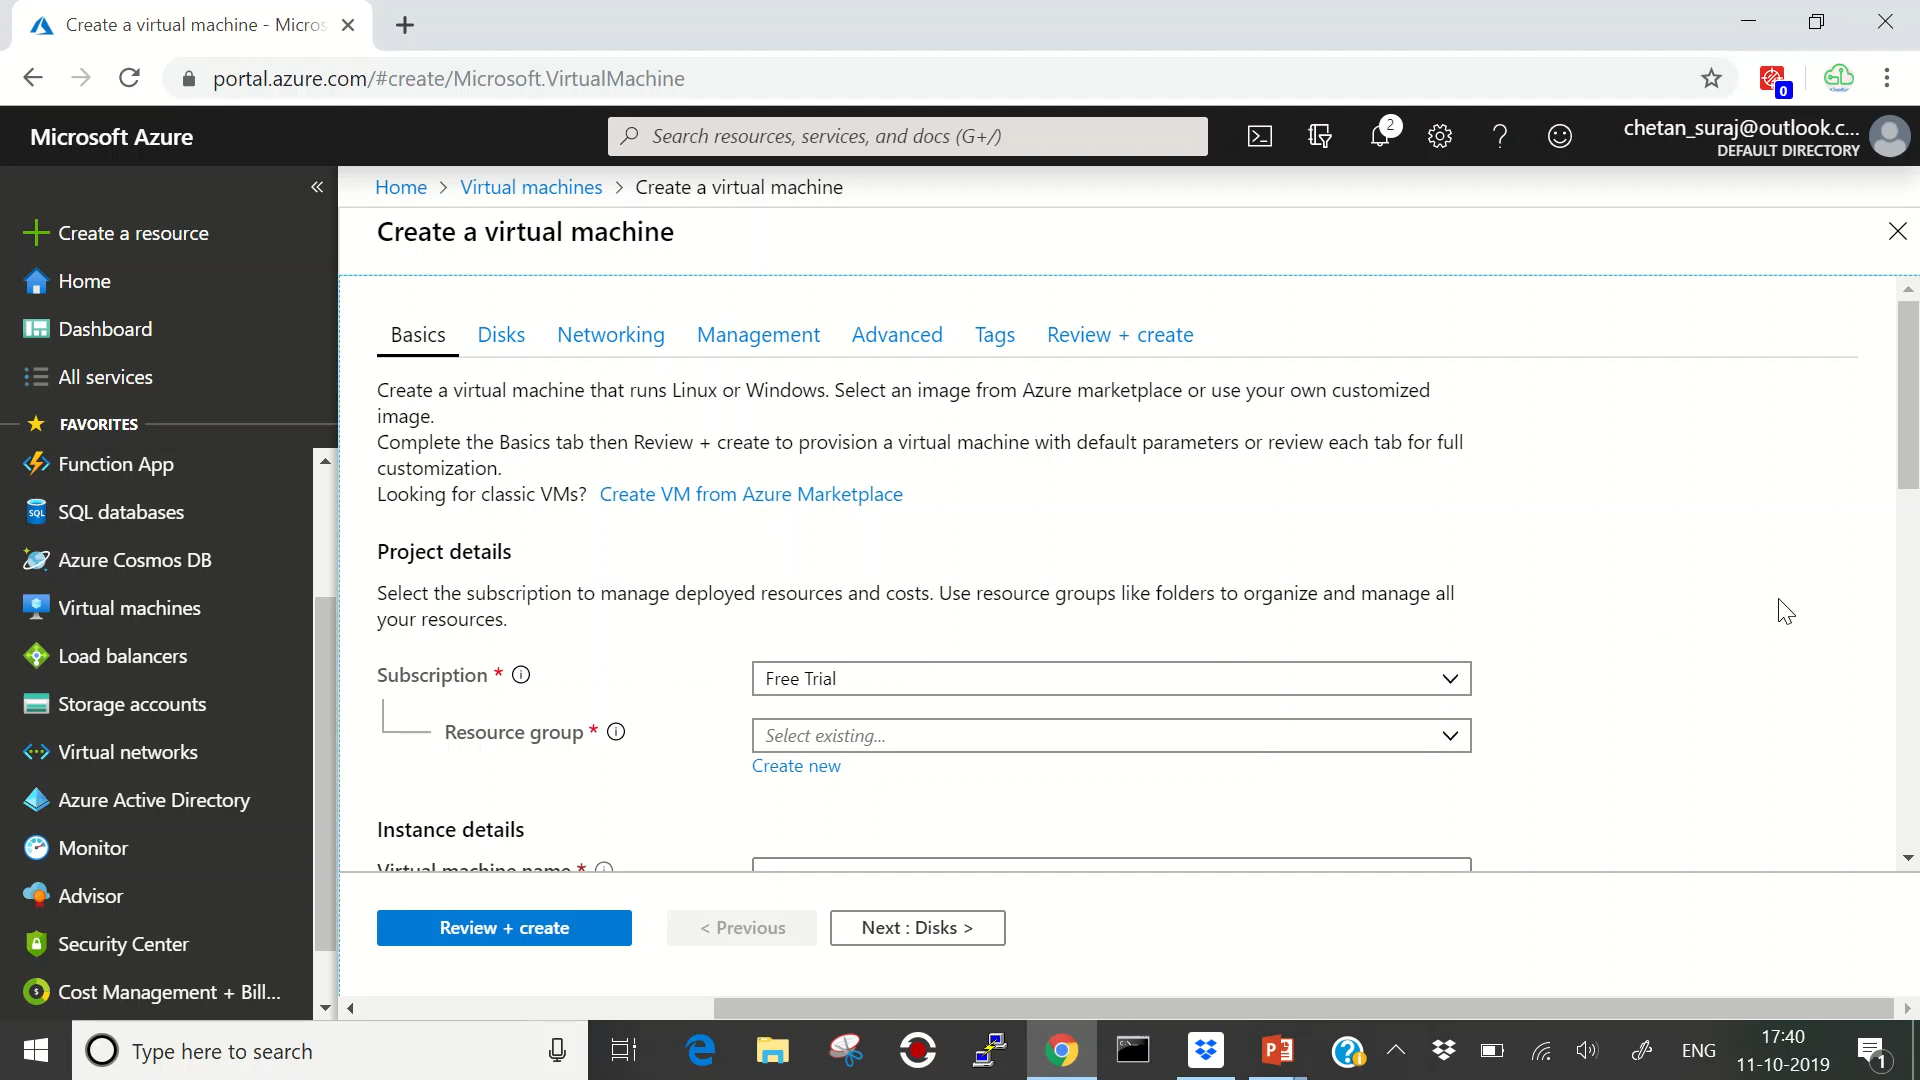 Create a virtual machine - Micros
portal.azure.com/#create/Microsoft.VirtualMachine
0
Microsoft Azure
Search resources, services, and docs (G+/)
2
chetan_suraj@outlook.c...
DEFAULT DIRECTORY
Home > Virtual machines > Create a virtual machine
Create a virtual machine
Create a resource
Home
Dashboard
All services
FAVORITES
Function App
SQL databases
Azure Cosmos DB
Virtual machines
Load balancers
Storage accounts
Virtual networks
Azure Active Directory
Monitor
Advisor
Security Center
Cost Management + Bill...
Basics Disks Networking Management Advanced Tags Review + create
Create a virtual machine that runs Linux or Windows. Select an image from Azure marketplace or use your own customized
image.
Complete the Basics tab then Review + create to provision a virtual machine with default parameters or review each tab for full
customization.
Looking for classic VMs? Create VM from Azure Marketplace
Project details
Select the subscription to manage deployed resources and costs. Use resource groups like folders to organize and manage all
your resources.
Subscription * Free Trial
Resource group * Select existing...
Create new
Instance details
Virtual machine name *
Review + create < Previous Next : Disks >
Type here to search
ENG
17:40
11-10-2019
1